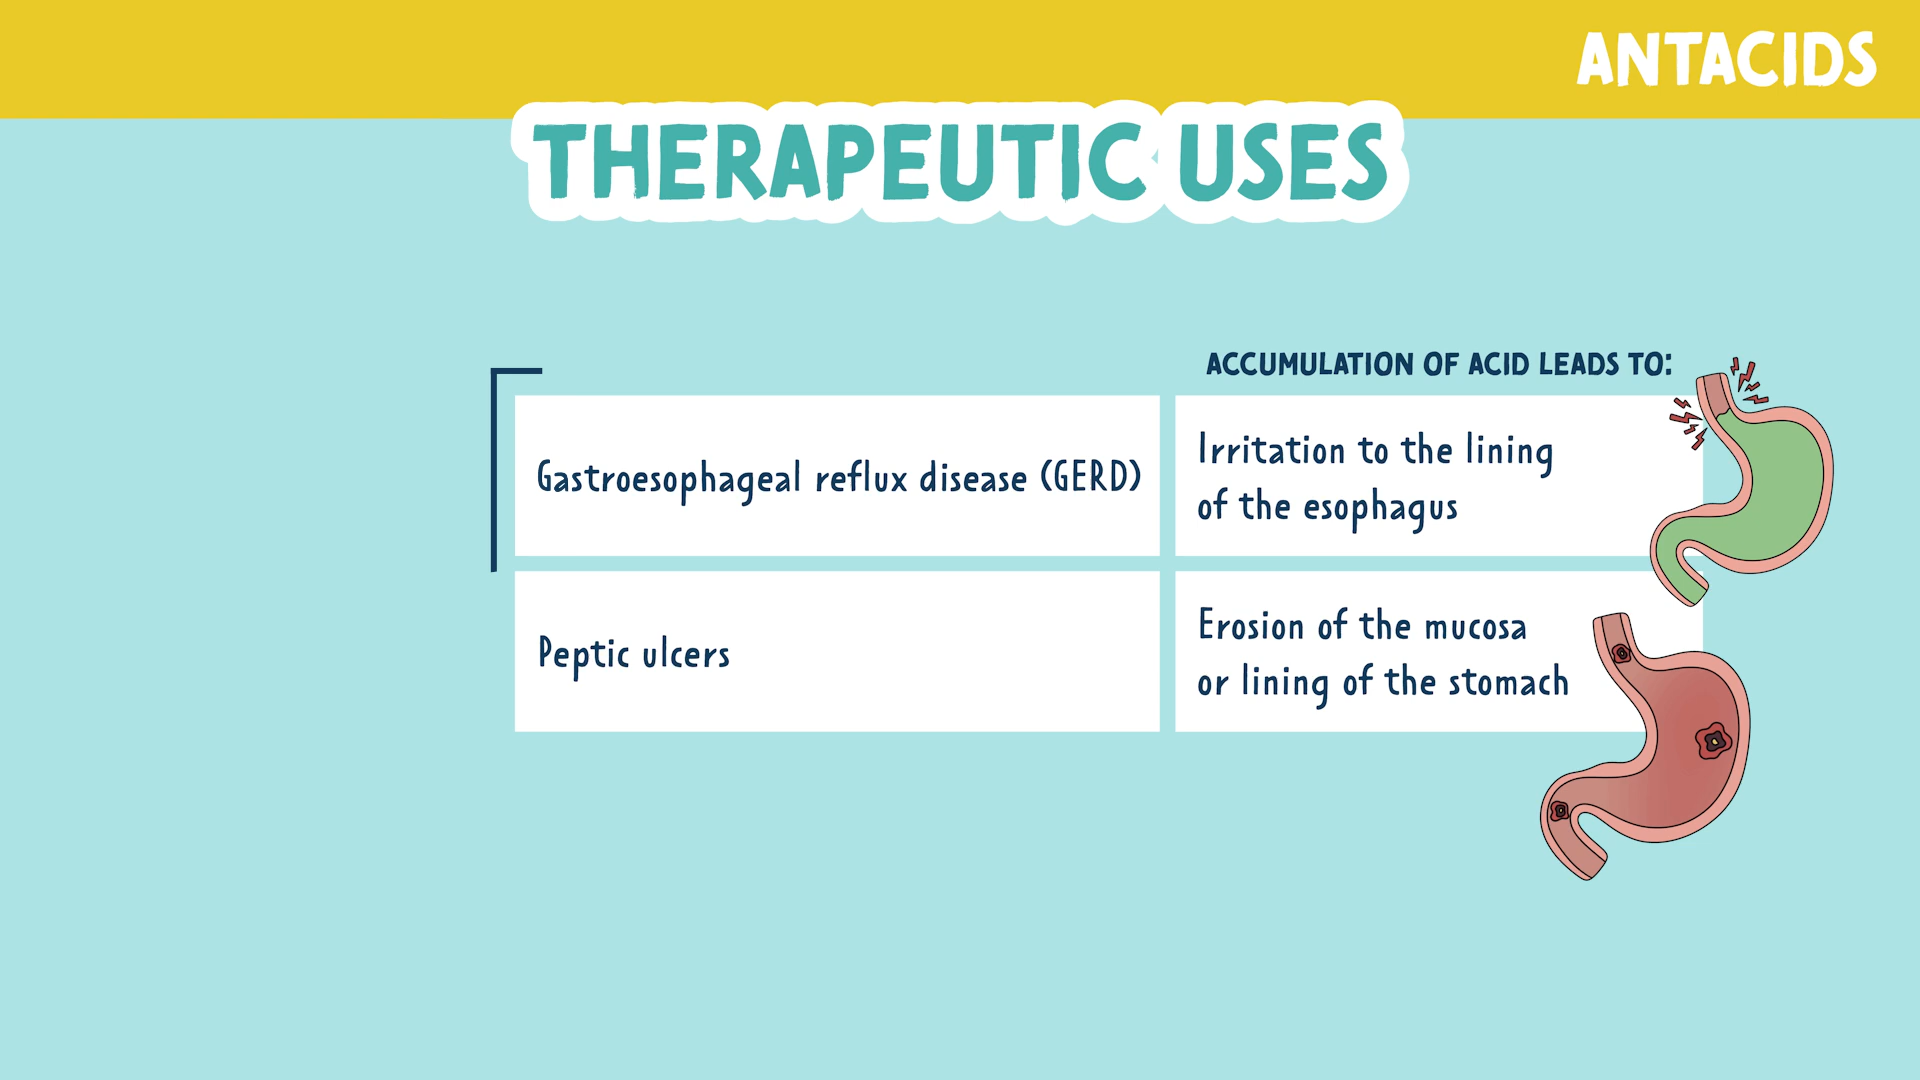 ANTACIDS
THERAPEUTIC USES
ACCUMULATION OF ACID LEADS TO:
Gastroesophageal reflux disease (GERD)
Irritation to the lining
of the esophagus
Peptic ulcers
Erosion of the mucosa
or lining of the stomach